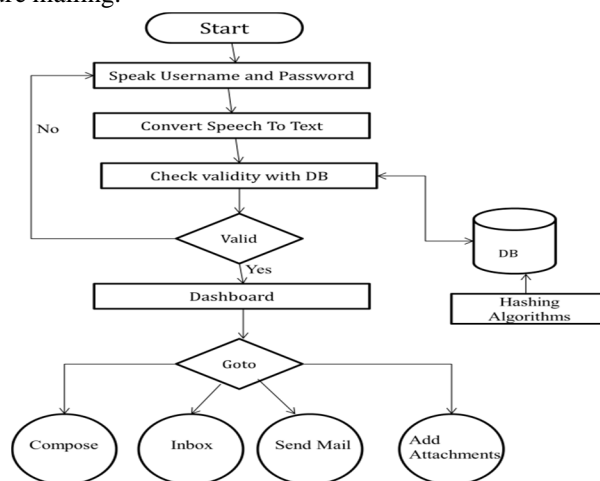 mailing.
Start
Speak Username and Password
No
Convert Speech To Text
Check validity with DB
Valid
DB
Yes
Dashboard
Hashing
Algorithms
Goto
Compose
Inbox
Send Mail
Add
Attachments